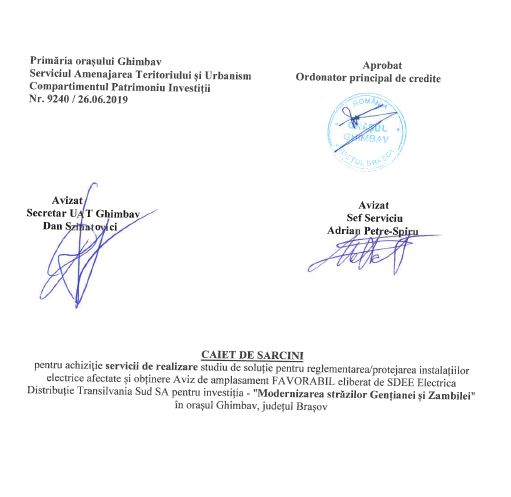 Primăria orașului Ghimbav
Serviciul Amenajarea Teritoriului și Urbanism
Compartimentul Patrimoniu Investiții
Nr. 9240 / 26.06.2019
Aprobat
Ordonator principal de credite
ROMÂNIA
ORAȘUL
GHIMBAV
JUDEȚUL BRAȘOV
Avizat
Secretar UAT Ghimbav
Dan
Avizat
Sef Serviciu
Adrian Petre-Spiru
CAIET DE SARCINI
pentru achiziție servicii de realizare studiu de soluție pentru reglementarea/protejarea instalațiilor
electrice afectate și obținere Aviz de amplasament FAVORABIL eliberat de SDEE Electrica
Distribuție Transilvania Sud SA pentru investiția - "Modernizarea străzilor Gențianei și Zambilei"
în orașul Ghimbav, județul Brașov